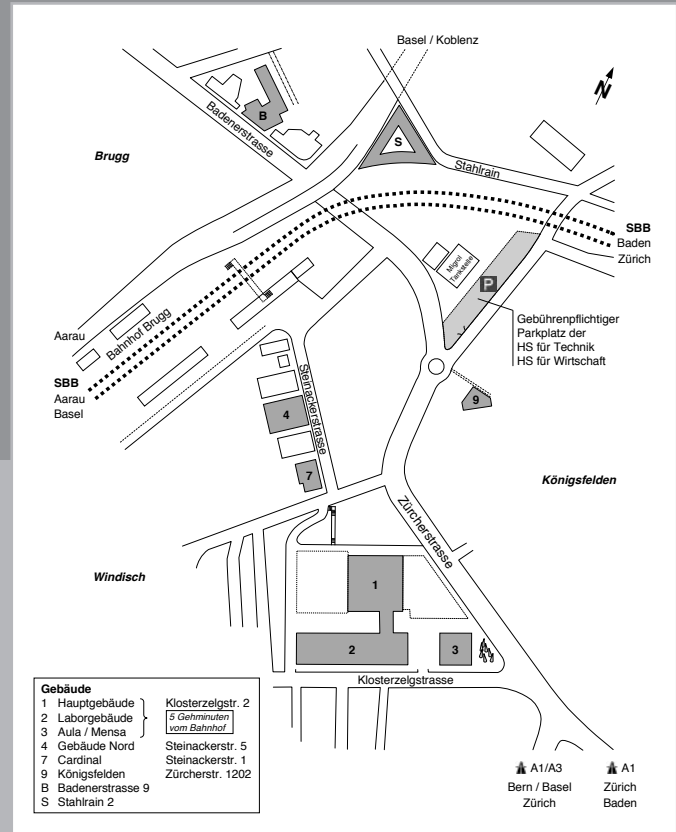 Basel / Koblenz
N
B
Badenerstrasse
S
Brugg
Stahlrain
SBB
Baden
Zürich
Migrol
Tankstelle
P
Gebührenpflichtiger
Parkplatz der
HS für Technik
HS für Wirtschaft
Aarau
Bahnhof Brugg
SBB
Aarau
Basel
Steinackerstrasse
4
9
7
Königsfelden
Zürcherstrasse
Windisch
1
2
3
Klosterzelgstrasse
Gebäude
1 Hauptgebäude Klosterzelgstr. 2
2 Laborgebäude 5 Gehminuten
3 Aula / Mensa vom Bahnhof
4 Gebäude Nord Steinackerstr. 5
7 Cardinal Steinackerstr. 1
9 Königsfelden Zürcherstr. 1202
B Badenerstrasse 9
S Stahlrain 2
A1/A3
Bern / Basel
Zürich
A1
Zürich
Baden